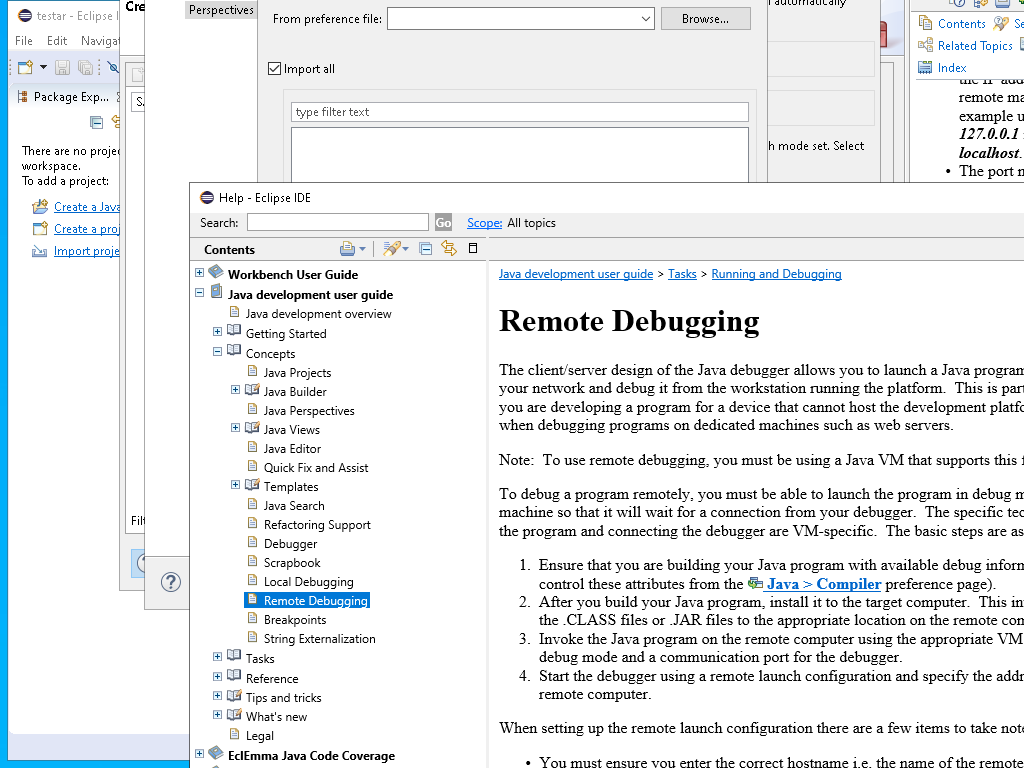 testar - Eclipse I
File Edit Navigat
Package Exp...
There are no projec
workspace.
To add a project:
Create a Java
Create a proj
Import proje
Cre
Perspectives
From preference file:
Browse...
Import all
type filter text
automatically
h mode set. Select
Contents
Se
Related Topics
Index
the IP add
remote ma
example u
127.0.0.1
localhost.
• The port n
Help - Eclipse IDE
Search:
Go
Scope: All topics
Contents
Workbench User Guide
Java development user guide
Java development overview
Getting Started
Concepts
Java Projects
Java Builder
Java Perspectives
Java Views
Java Editor
Quick Fix and Assist
Templates
Java Search
Refactoring Support
Debugger
Scrapbook
Local Debugging
Remote Debugging
Breakpoints
String Externalization
Tasks
Reference
Tips and tricks
What's new
Legal
EclEmma Java Code Coverage
Java development user guide > Tasks > Running and Debugging
Remote Debugging
The client/server design of the Java debugger allows you to launch a Java program
your network and debug it from the workstation running the platform. This is part
you are developing a program for a device that cannot host the development platfo
when debugging programs on dedicated machines such as web servers.
Note: To use remote debugging, you must be using a Java VM that supports this f
To debug a program remotely, you must be able to launch the program in debug m
machine so that it will wait for a connection from your debugger. The specific tec
the program and connecting the debugger are VM-specific. The basic steps are as
1. Ensure that you are building your Java program with available debug inform
control these attributes from the Java > Compiler preference page).
2. After you build your Java program, install it to the target computer. This in
the .CLASS files or .JAR files to the appropriate location on the remote com
3. Invoke the Java program on the remote computer using the appropriate VM
debug mode and a communication port for the debugger.
4. Start the debugger using a remote launch configuration and specify the addr
remote computer.
When setting up the remote launch configuration there are a few items to take note
• You must ensure you enter the correct hostname i.e. the name of the remote